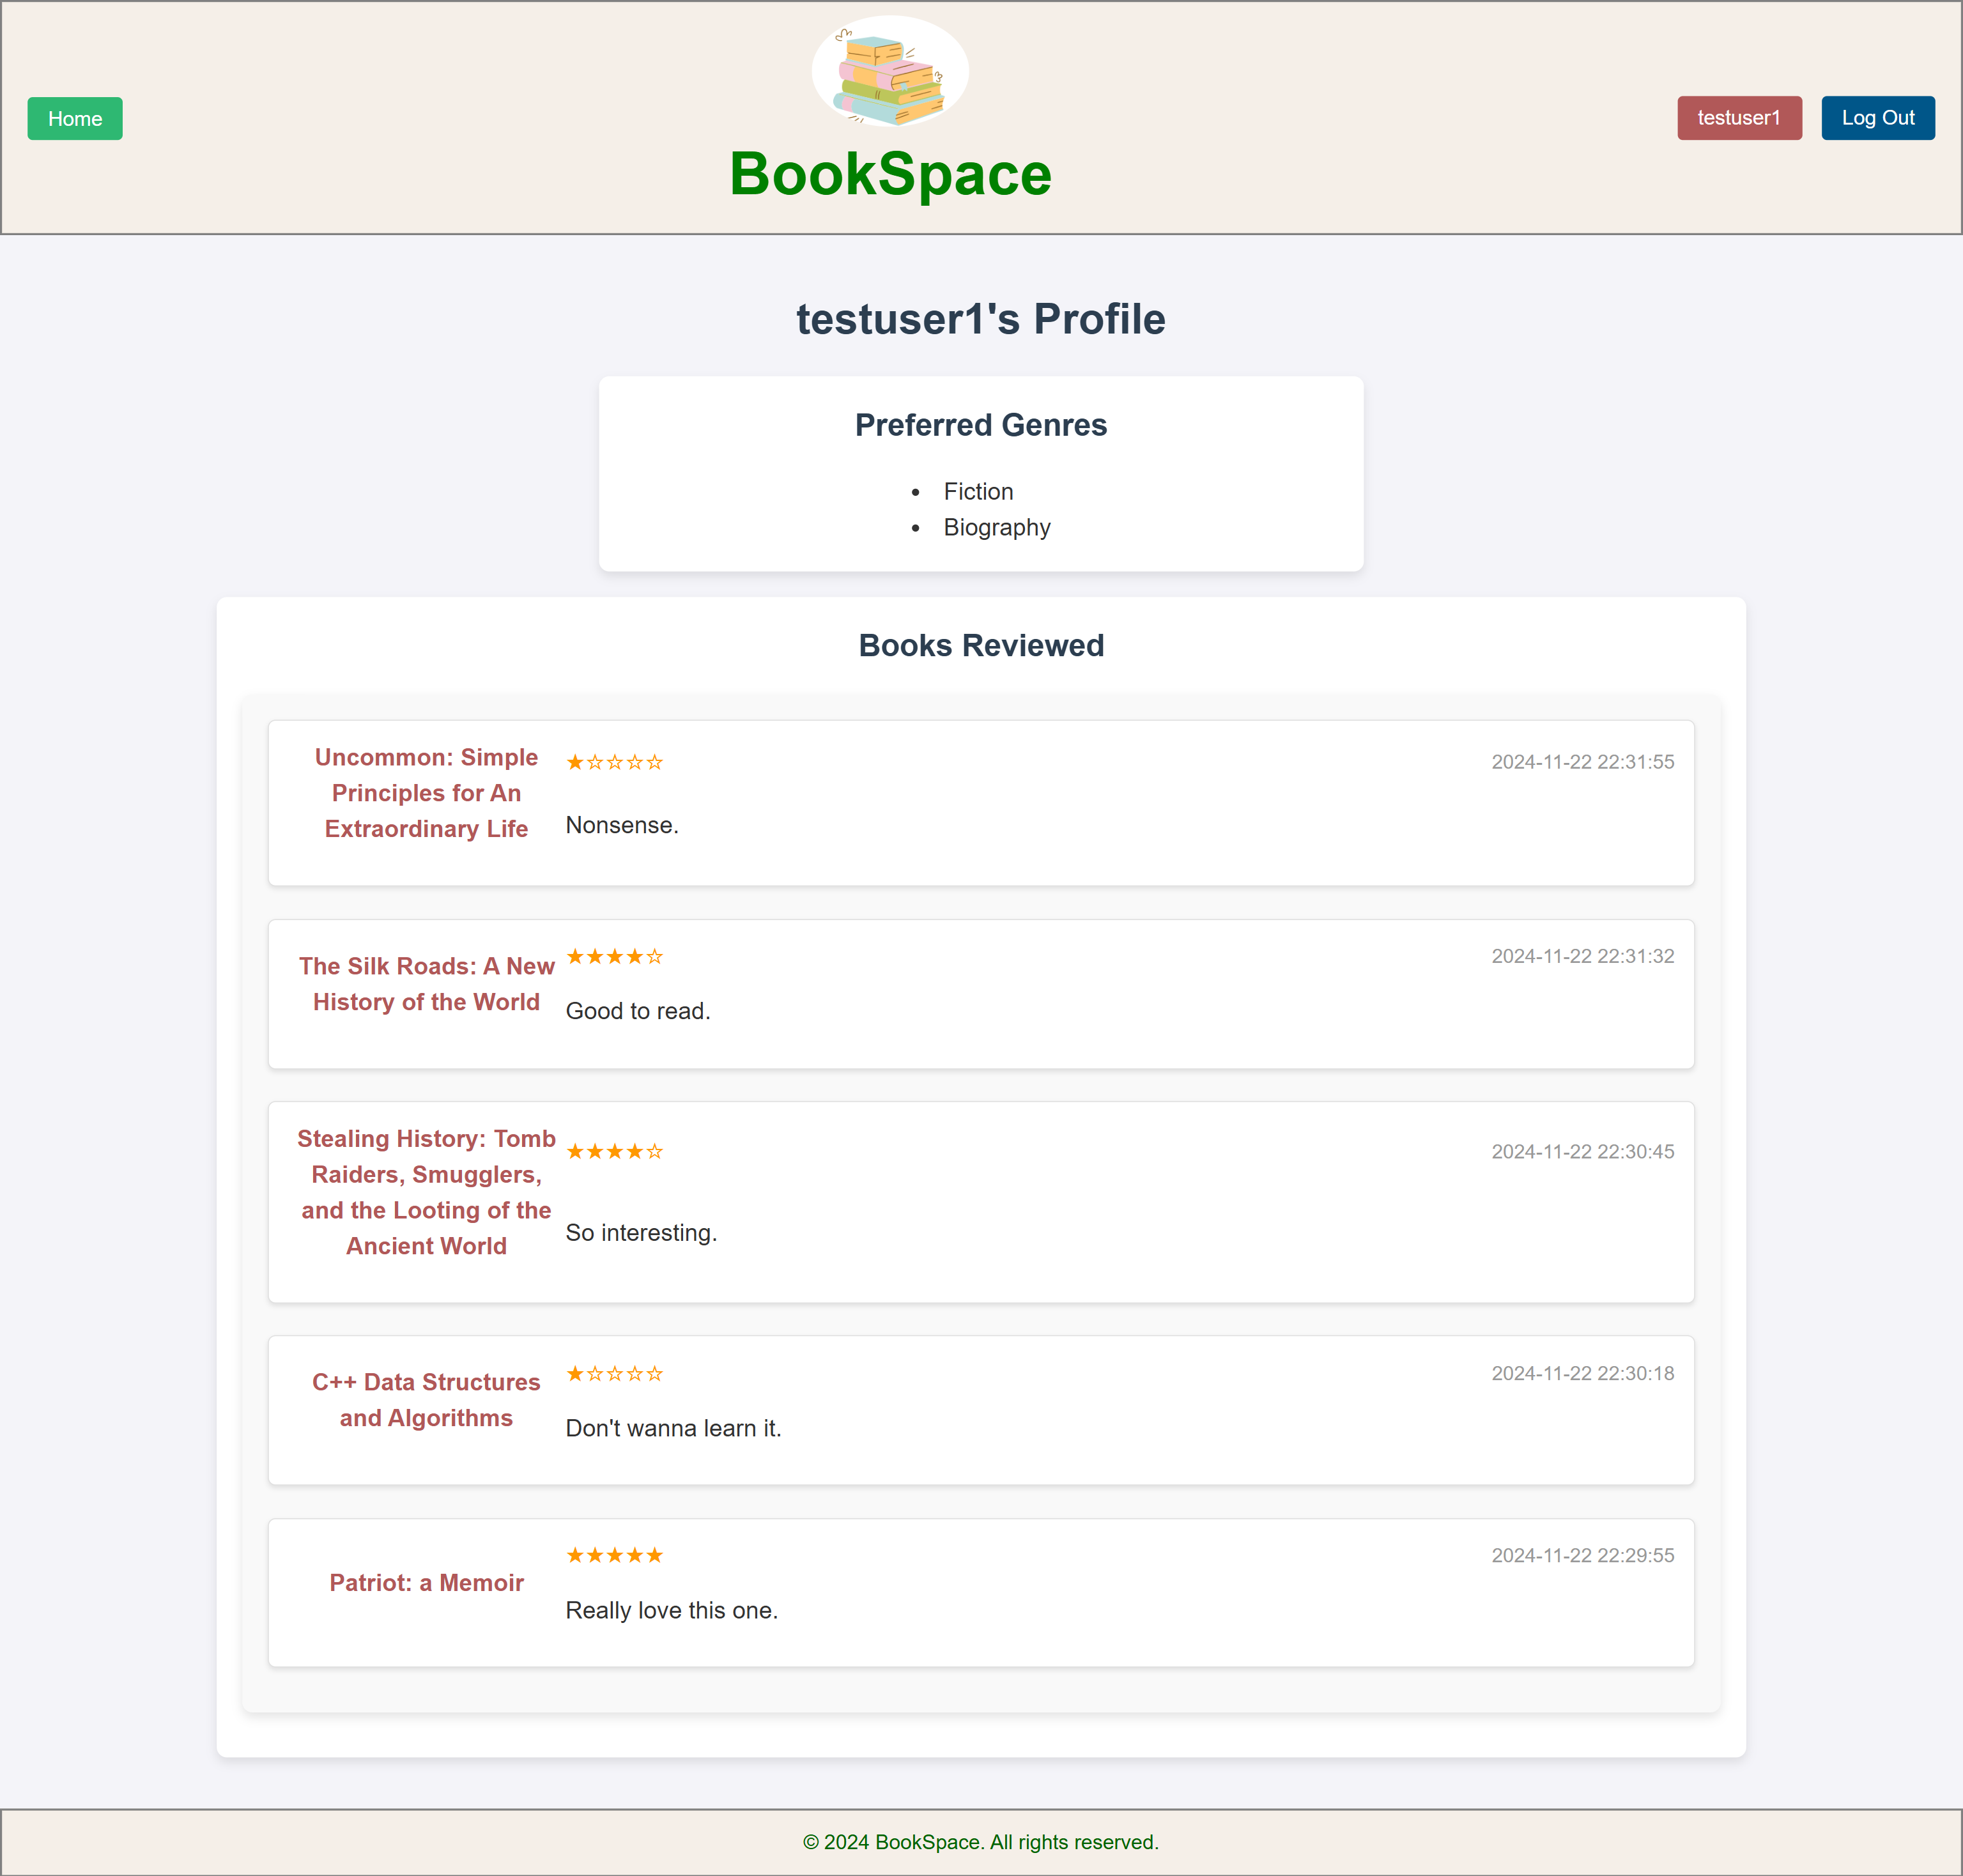 Home
BookSpace
testuser1
Log Out
testuser1's Profile
Preferred Genres
• Fiction
• Biography
Books Reviewed
Uncommon: Simple
Principles for An
Extraordinary Life
★☆☆☆☆
2024-11-22 22:31:55
Nonsense.
The Silk Roads: A New
History of the World
★★★★☆
2024-11-22 22:31:32
Good to read.
Stealing History: Tomb
Raiders, Smugglers,
and the Looting of the
Ancient World
★★★★☆
2024-11-22 22:30:45
So interesting.
C++ Data Structures
and Algorithms
★☆☆☆☆
2024-11-22 22:30:18
Don't wanna learn it.
Patriot: a Memoir
★★★★★
2024-11-22 22:29:55
Really love this one.
© 2024 BookSpace. All rights reserved.